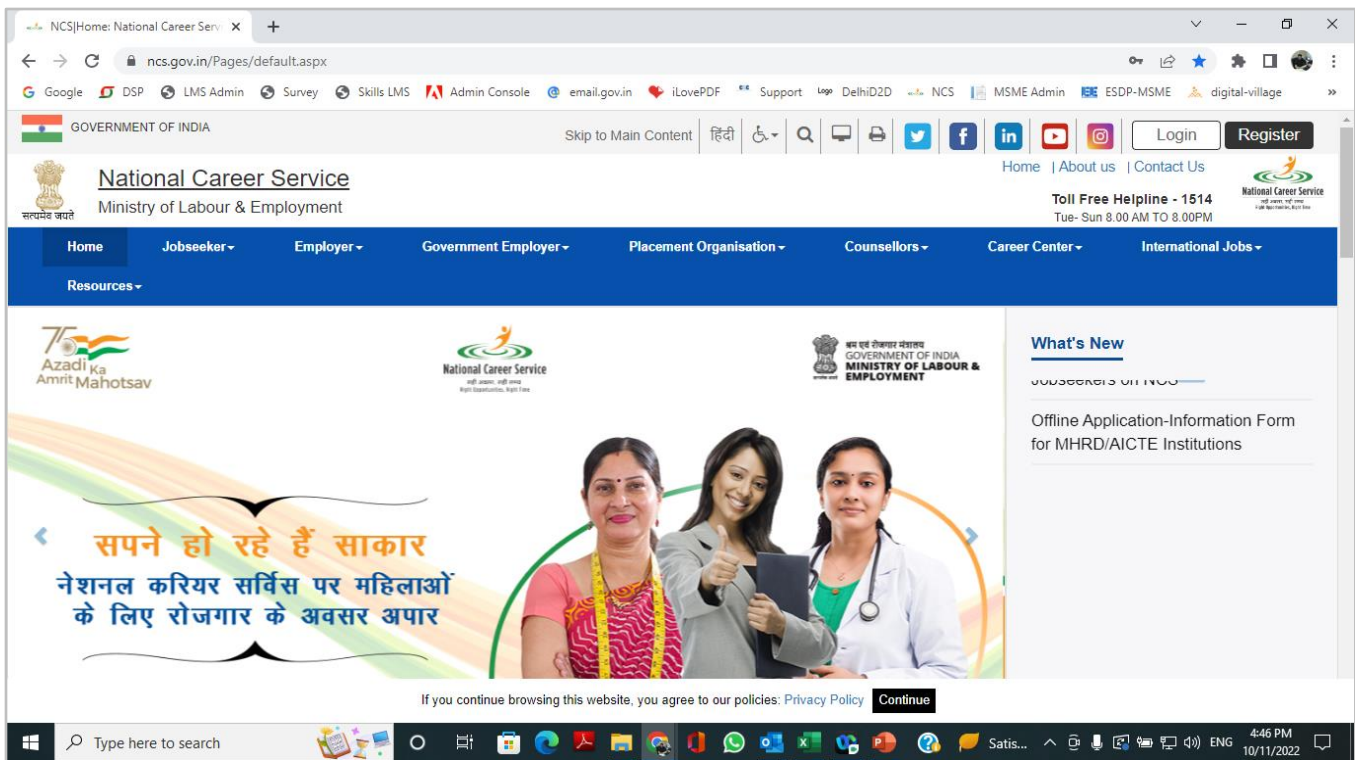 NCS|Home: National Career Serv
ncs.gov.in/Pages/default.aspx
Google DSP LMS Admin Survey Skills LMS Admin Console email.gov.in iLovePDF Support DelhiD2D NCS MSME Admin ESDP-MSME digital-village »
GOVERNMENT OF INDIA Skip to Main Content हिंदी Login Register
Home | About us | Contact Us
National Career Service
Ministry of Labour & Employment
सत्यमेव जयते
Toll Free Helpline - 1514
Tue- Sun 8.00 AM TO 8.00PM
National Career Service
Home Jobseeker Employer Government Employer Placement Organisation Counsellors Career Center International Jobs
Resources
75
Azadi Ka
Amrit Mahotsav
National Career Service
श्रम एवं रोजगार मंत्रालय
GOVERNMENT OF INDIA
MINISTRY OF LABOUR &
EMPLOYMENT
सपने हो रहे हैं साकार
नेशनल करियर सर्विस पर महिलाओं
के लिए रोजगार के अवसर अपार
What's New
Jobseekers on NCS
Offline Application-Information Form
for MHRD/AICTE Institutions
If you continue browsing this website, you agree to our policies: Privacy Policy Continue
Type here to search Satis... ENG 4:46 PM
10/11/2022